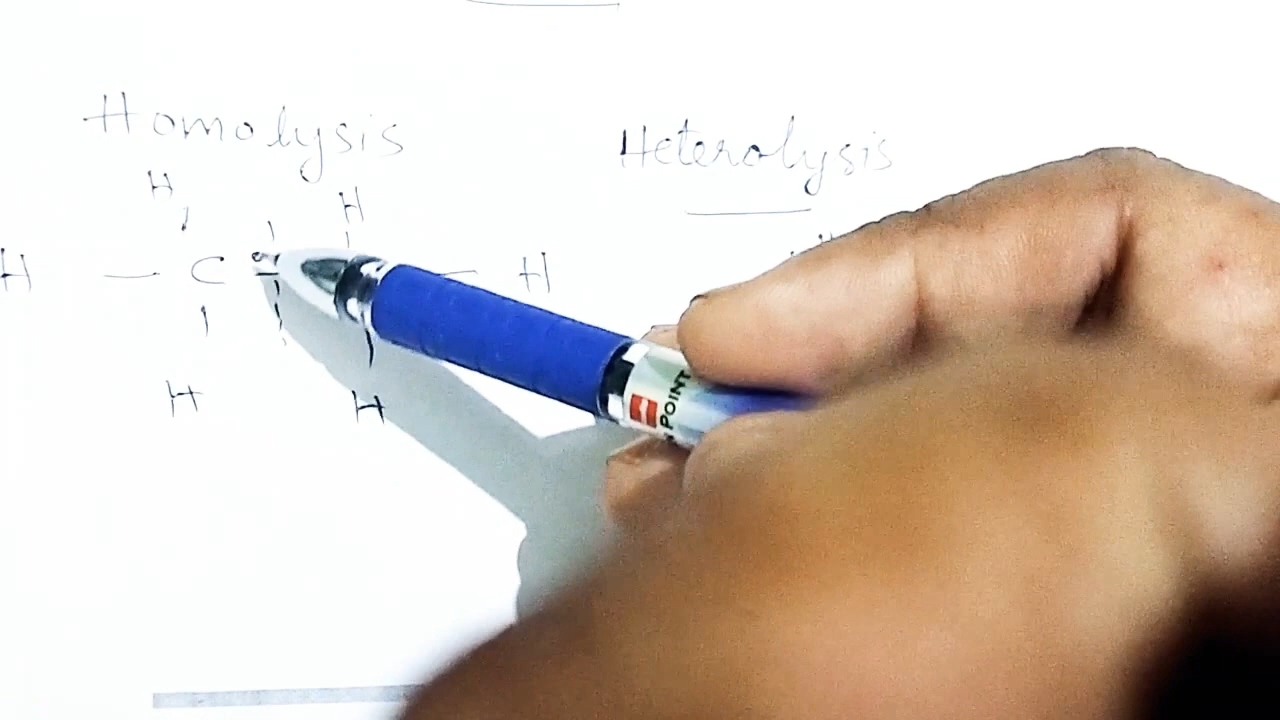 Homolysis Heterolysis
H H
H — C — H
H H
POINT